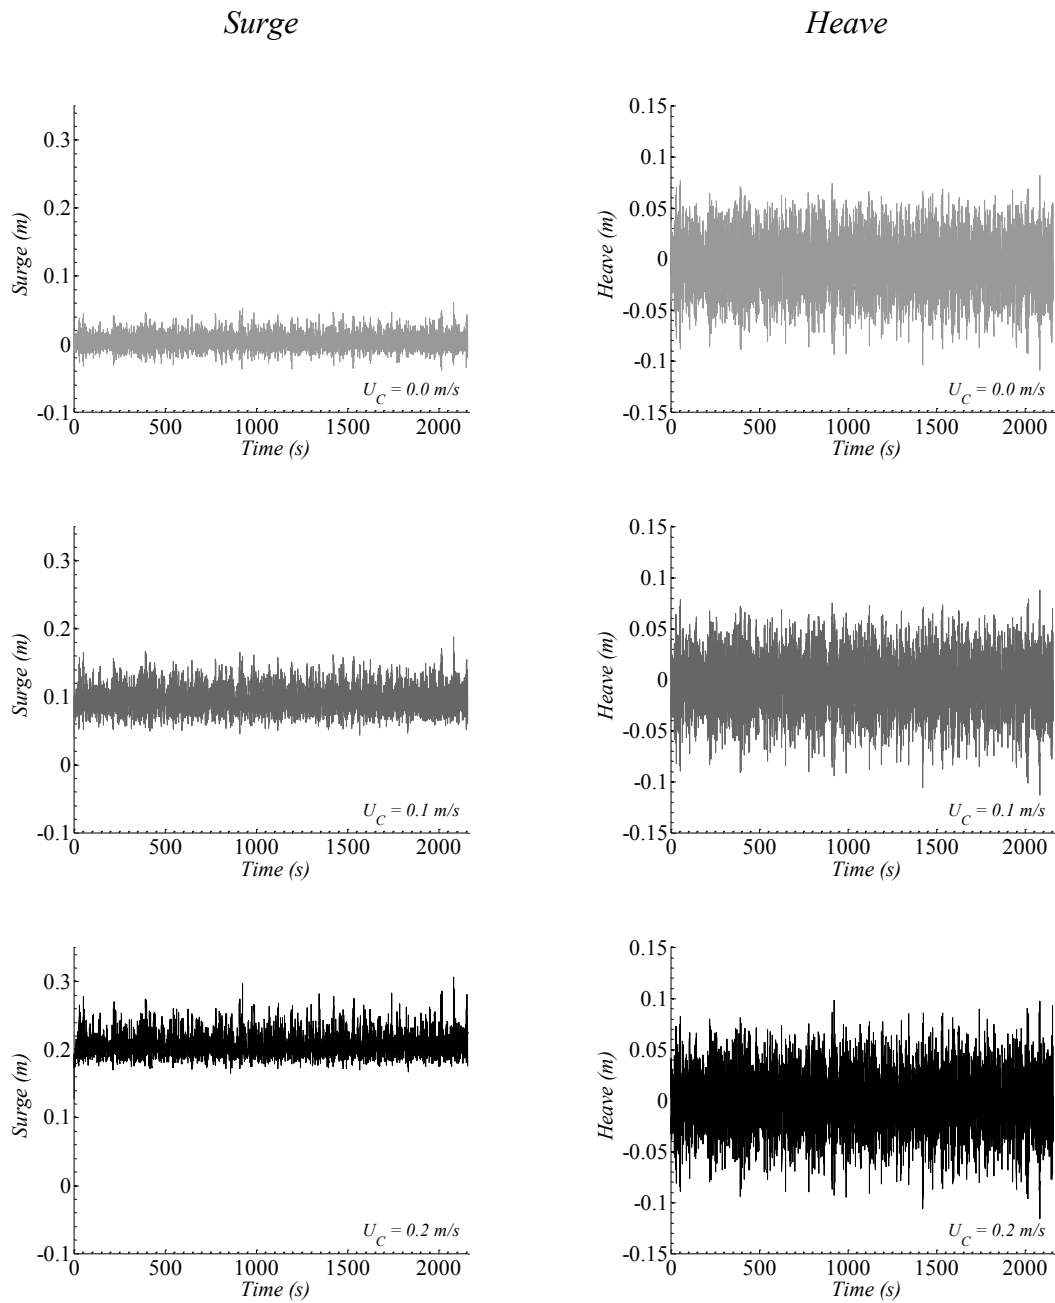 Surge Heave
0.3
0.2
0.1
0
-0.1
Surge (m)
0 500 1000 1500 2000
Time (s)
U_C = 0.0 m/s
0.15
0.1
0.05
0
-0.05
-0.1
-0.15
Heave (m)
0 500 1000 1500 2000
Time (s)
U_C = 0.0 m/s
0.3
0.2
0.1
0
-0.1
Surge (m)
0 500 1000 1500 2000
Time (s)
U_C = 0.1 m/s
0.15
0.1
0.05
0
-0.05
-0.1
-0.15
Heave (m)
0 500 1000 1500 2000
Time (s)
U_C = 0.1 m/s
0.3
0.2
0.1
0
-0.1
Surge (m)
0 500 1000 1500 2000
Time (s)
U_C = 0.2 m/s
0.15
0.1
0.05
0
-0.05
-0.1
-0.15
Heave (m)
0 500 1000 1500 2000
Time (s)
U_C = 0.2 m/s